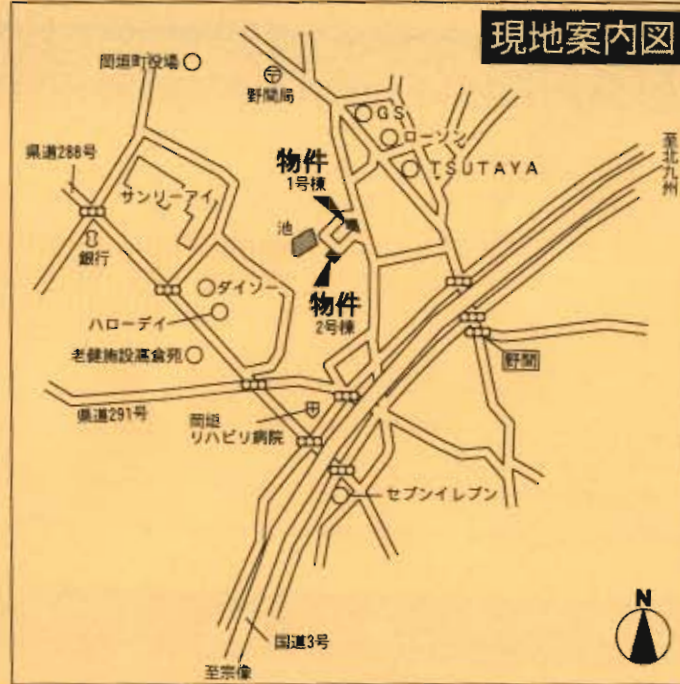 現地案内図
岡垣町役場
野間局
GS
ローソン
TSUTAYA
至北九州
県道288号
サンリーアイ
物件
1号棟
池
銀行
ダイソー
物件
2号棟
ハローデイ
老健施設高倉苑
野間
県道291号
岡垣
リハビリ病院
セブンイレブン
国道3号
至宗像
N